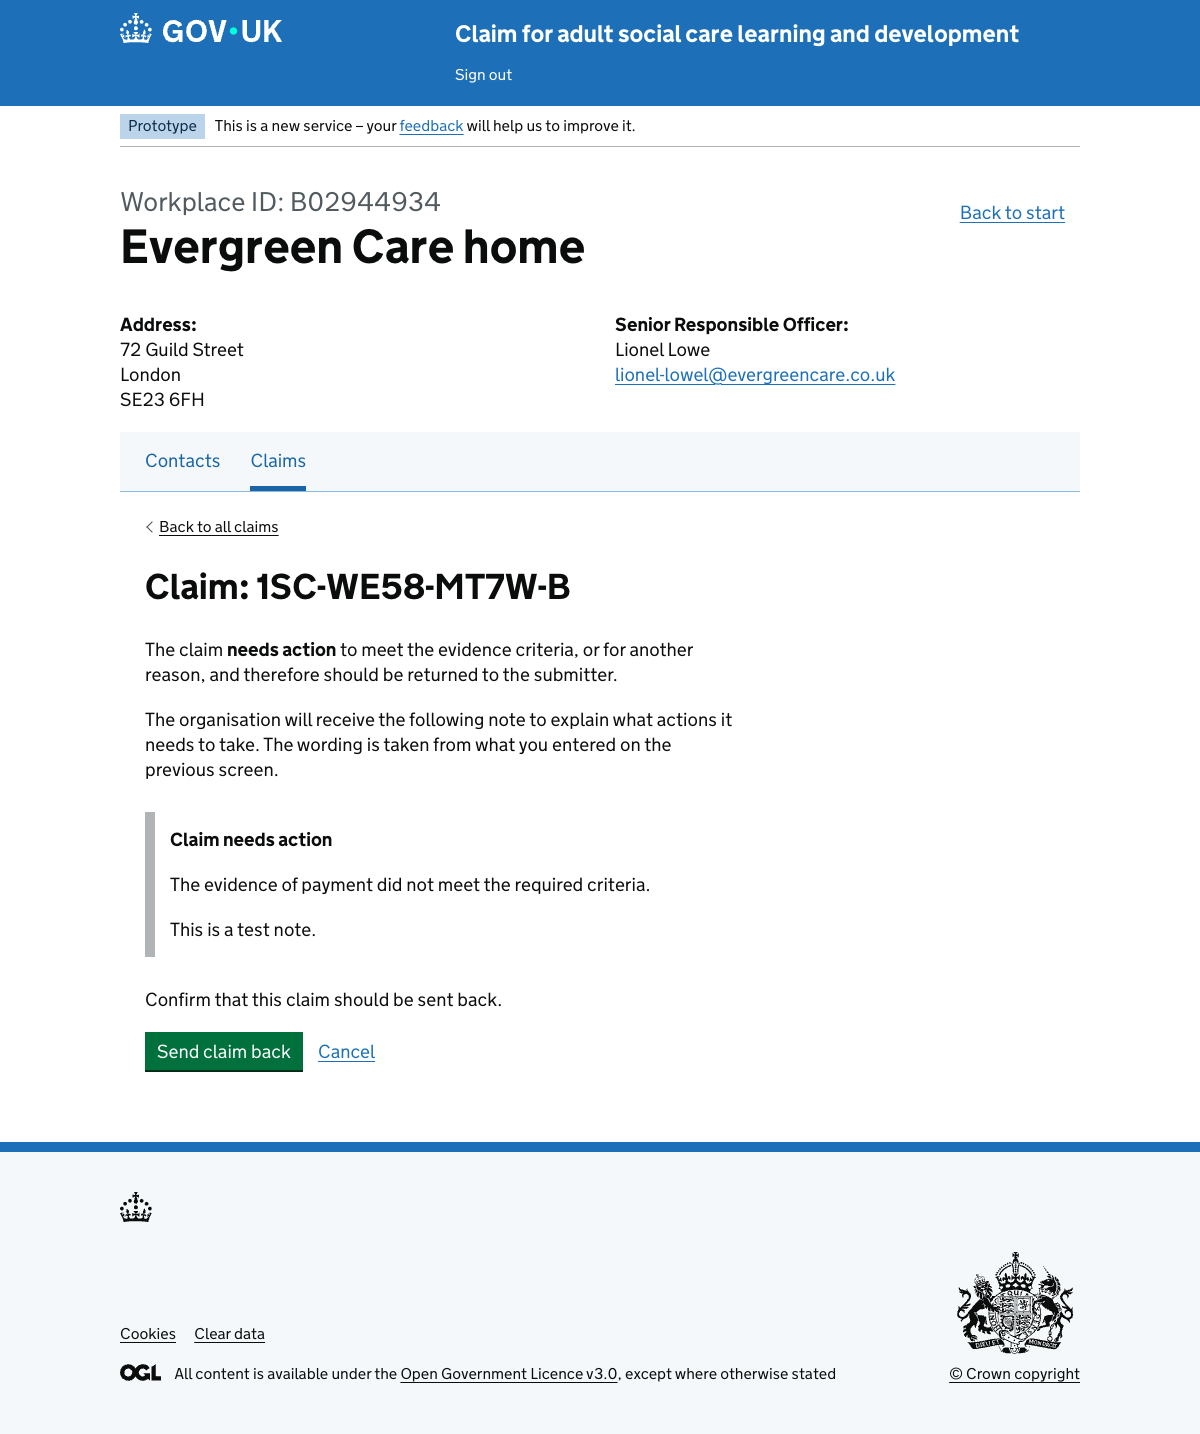 GOV·UK
Claim for adult social care learning and development
Sign out
Prototype This is a new service – your feedback will help us to improve it.
Workplace ID: B02944934
Evergreen Care home
Back to start
Address:
72 Guild Street
London
SE23 6FH
Senior Responsible Officer:
Lionel Lowe
lionel-lowel@evergreencare.co.uk
Contacts Claims
Back to all claims
Claim: 1SC-WE58-MT7W-B
The claim needs action to meet the evidence criteria, or for another
reason, and therefore should be returned to the submitter.
The organisation will receive the following note to explain what actions it
needs to take. The wording is taken from what you entered on the
previous screen.
Claim needs action
The evidence of payment did not meet the required criteria.
This is a test note.
Confirm that this claim should be sent back.
Send claim back Cancel
Cookies Clear data
OGL All content is available under the Open Government Licence v3.0, except where otherwise stated
© Crown copyright